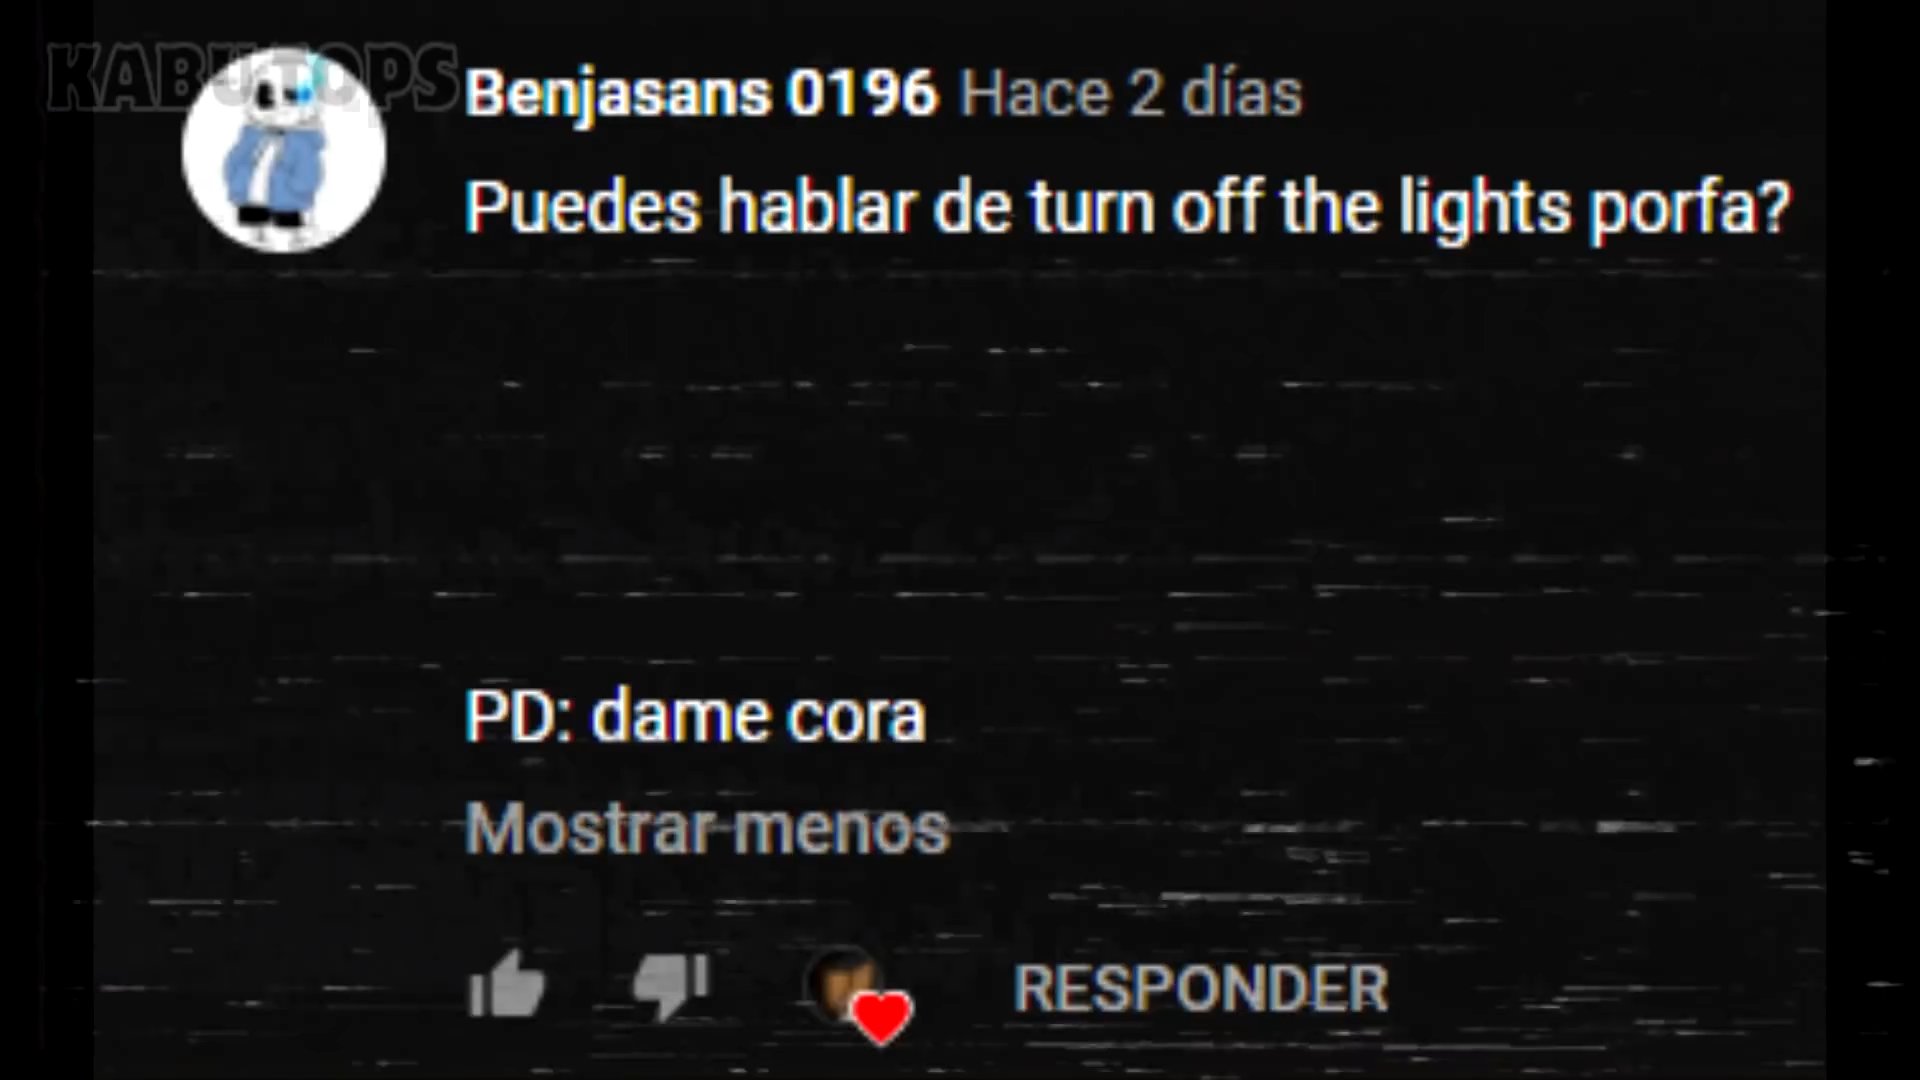 KABUTOPS
Benjasans 0196 Hace 2 días
Puedes hablar de turn off the lights porfa?
PD: dame cora
Mostrar menos
RESPONDER